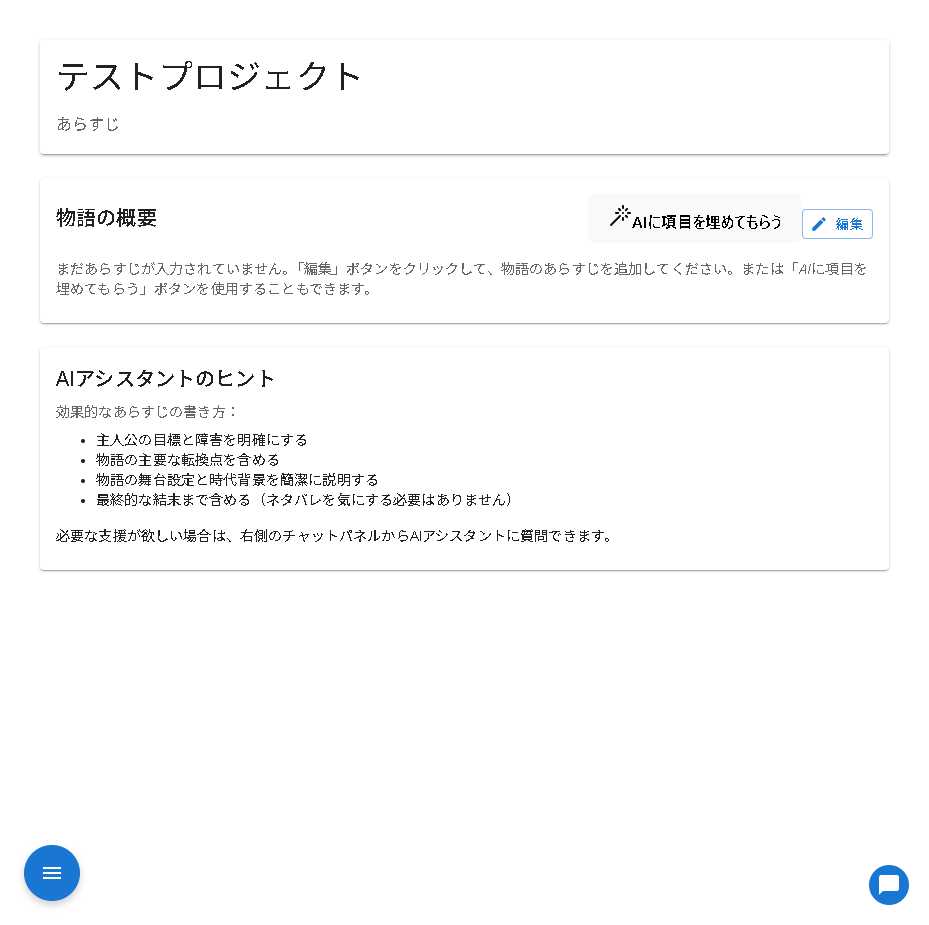 テストプロジェクト
あらすじ
物語の概要
AIに項目を埋めてもらう
編集
まだあらすじが入力されていません。「編集」ボタンをクリックして、物語のあらすじを追加してください。または「AIに項目を
埋めてもらう」ボタンを使用することもできます。
AIアシスタントのヒント
効果的なあらすじの書き方：
• 主人公の目標と障害を明確にする
• 物語の主要な転換点を含める
• 物語の舞台設定と時代背景を簡潔に説明する
• 最終的な結末まで含める（ネタバレを気にする必要はありません）
必要な支援が欲しい場合は、右側のチャットパネルからAIアシスタントに質問できます。